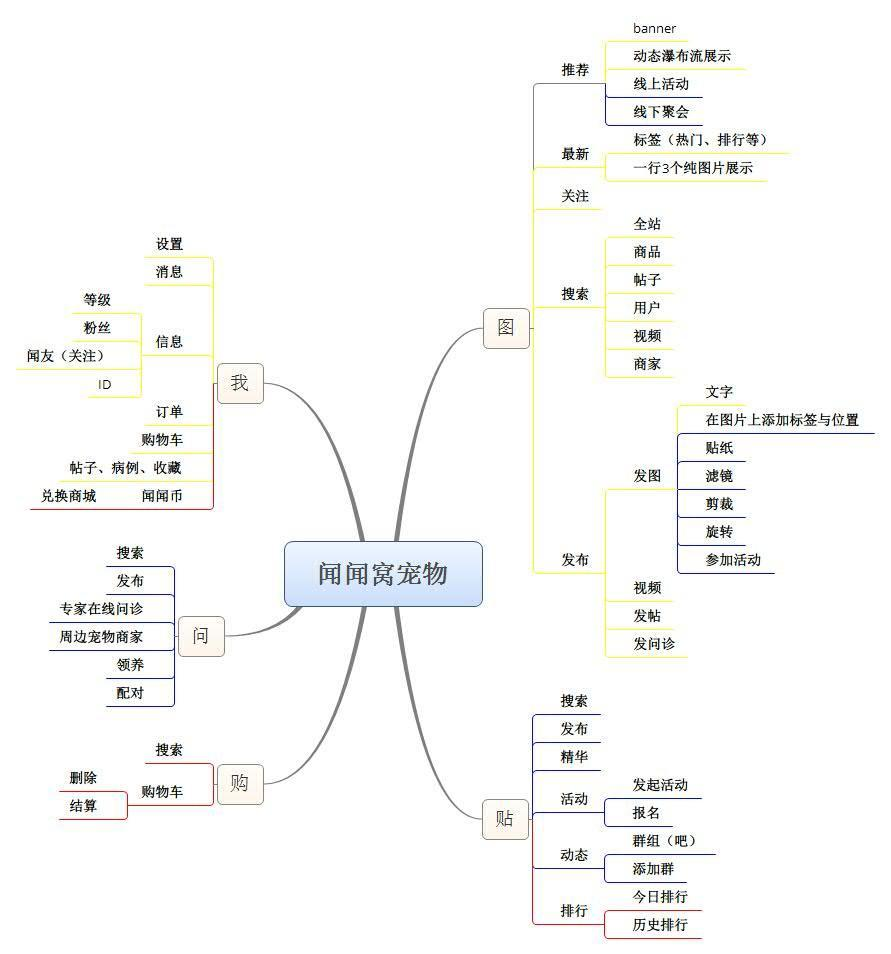 闻闻窝宠物
图
推荐
banner
动态瀑布流展示
线上活动
线下聚会
最新
标签（热门、排行等）
一行3个纯图片展示
关注
搜索
全站
商品
帖子
用户
视频
商家
发布
发图
文字
在图片上添加标签与位置
贴纸
滤镜
剪裁
旋转
参加活动
视频
发帖
发问诊
贴
搜索
发布
精华
活动
发起活动
报名
动态
群组（吧）
添加群
排行
今日排行
历史排行
我
设置
消息
信息
等级
粉丝
闻友（关注）
ID
订单
购物车
帖子、病例、收藏
闻闻币
兑换商城
问
搜索
发布
专家在线问诊
周边宠物商家
领养
配对
购
搜索
购物车
删除
结算